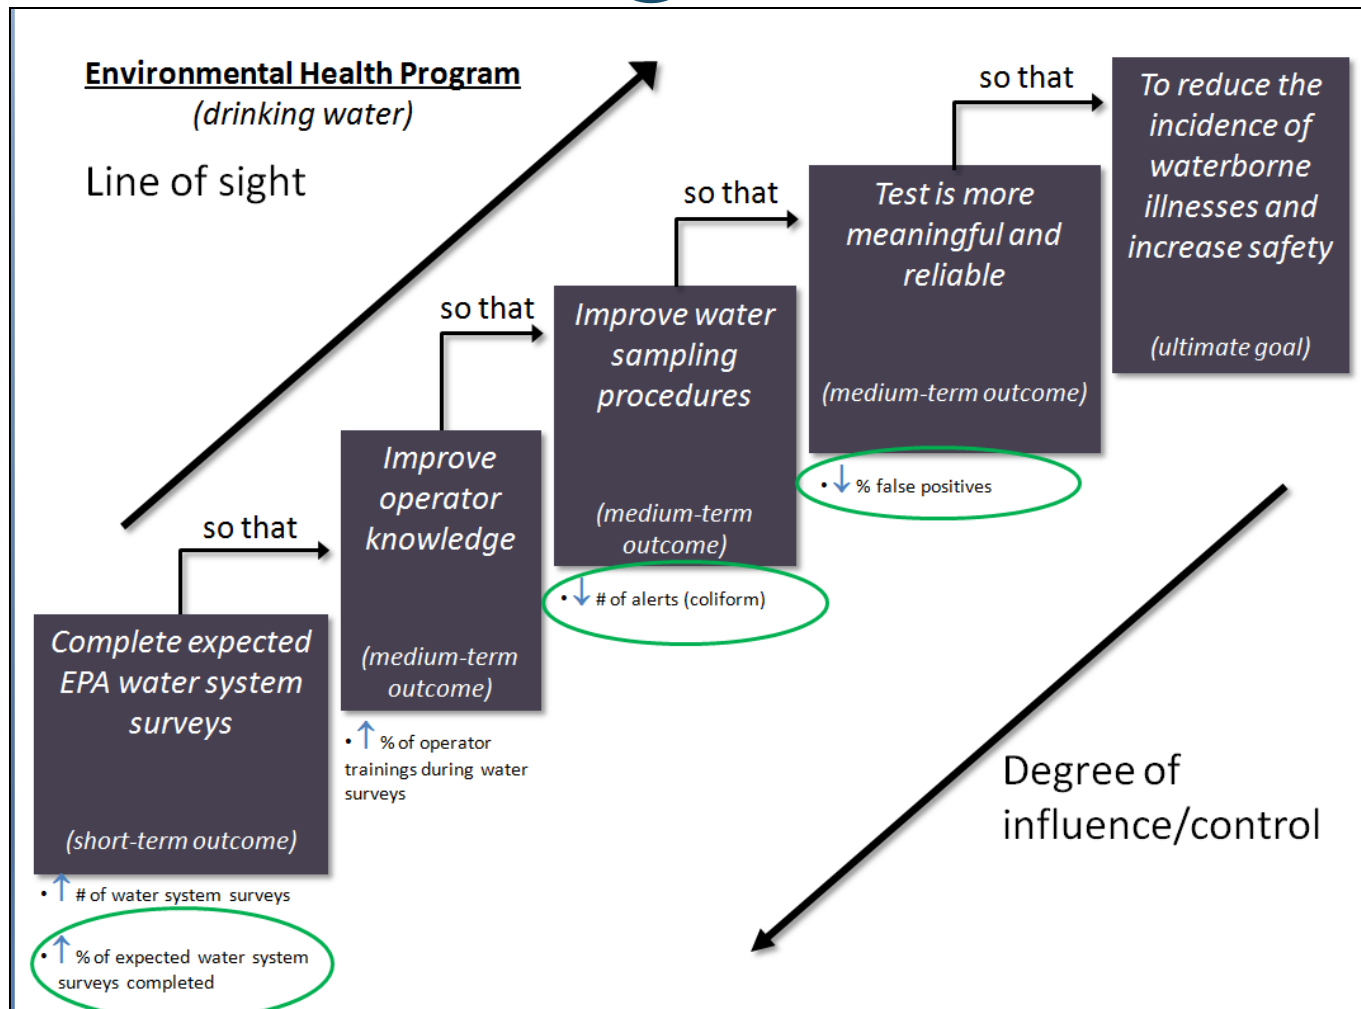 Environmental Health Program
(drinking water)
Line of sight
so that
To reduce the
incidence of
waterborne
illnesses and
increase safety
(ultimate goal)
so that
Test is more
meaningful and
reliable
(medium-term outcome)
• ↓ % false positives
so that
Improve water
sampling
procedures
(medium-term
outcome)
• ↓ # of alerts (coliform)
so that
Improve
operator
knowledge
(medium-term
outcome)
• ↑ % of operator
trainings during water
surveys
Complete expected
EPA water system
surveys
(short-term outcome)
• ↑ # of water system surveys
• ↑ % of expected water system
surveys completed
Degree of
influence/control